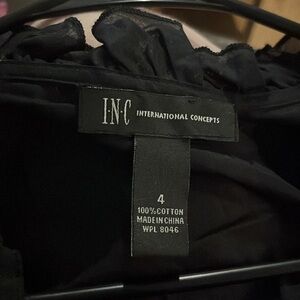 I·N·C INTERNATIONAL CONCEPTS
4
100%COTTON
MADE IN CHINA
WPL 8046